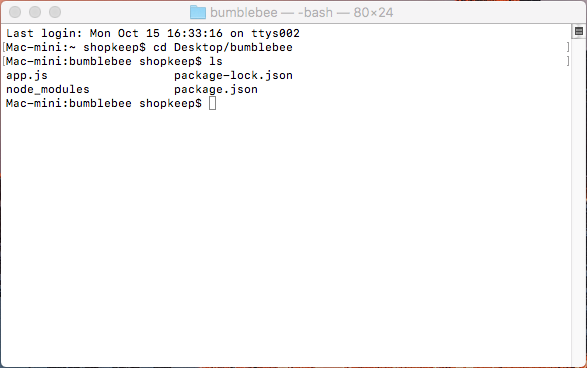 bumblebee — -bash — 80×24
Last login: Mon Oct 15 16:33:16 on ttys002
[Mac-mini:~ shopkeep$ cd Desktop/bumblebee ]
[Mac-mini:bumblebee shopkeep$ ls ]
app.js package-lock.json
node_modules package.json
Mac-mini:bumblebee shopkeep$